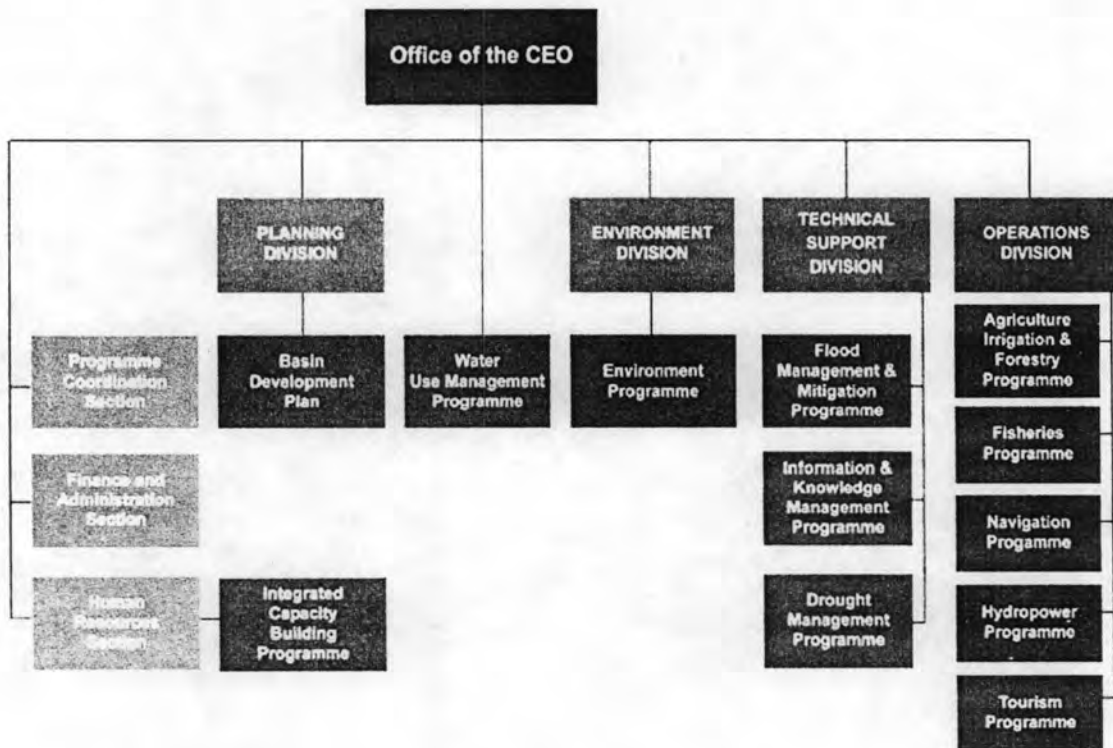 Office of the CEO
PLANNING
DIVISION
ENVIRONMENT
DIVISION
TECHNICAL
SUPPORT
DIVISION
OPERATIONS
DIVISION
Programme
Coordination
Section
Basin
Development
Plan
Water
Use Management
Programme
Environment
Programme
Flood
Management &
Mitigation
Programme
Agriculture
Irrigation &
Forestry
Programme
Fisheries
Programme
Finance and
Administration
Section
Information &
Knowledge
Management
Programme
Navigation
Progamme
Human
Resources
Section
Integrated
Capacity
Building
Programme
Drought
Management
Programme
Hydropower
Programme
Tourism
Programme